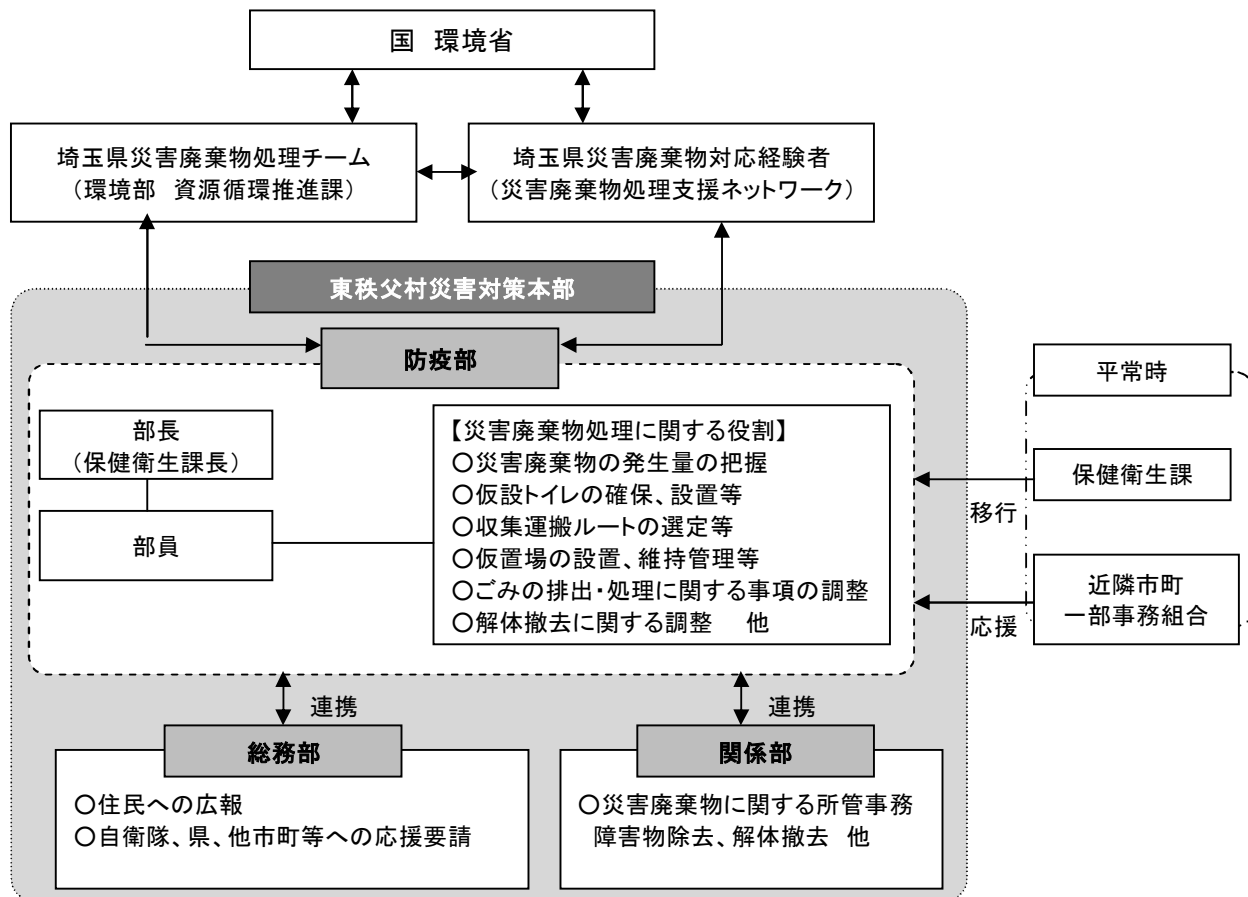 国　環境省
埼玉県災害廃棄物処理チーム
（環境部　資源循環推進課）
埼玉県災害廃棄物対応経験者
（災害廃棄物処理支援ネットワーク）
東秩父村災害対策本部
防疫部
部長
（保健衛生課長）
部員
【災害廃棄物処理に関する役割】
○災害廃棄物の発生量の把握
○仮設トイレの確保、設置等
○収集運搬ルートの選定等
○仮置場の設置、維持管理等
○ごみの排出・処理に関する事項の調整
○解体撤去に関する調整　他
平常時
保健衛生課
移行
近隣市町
一部事務組合
応援
連携
連携
総務部
○住民への広報
○自衛隊、県、他市町等への応援要請
関係部
○災害廃棄物に関する所管事務
障害物除去、解体撤去　他